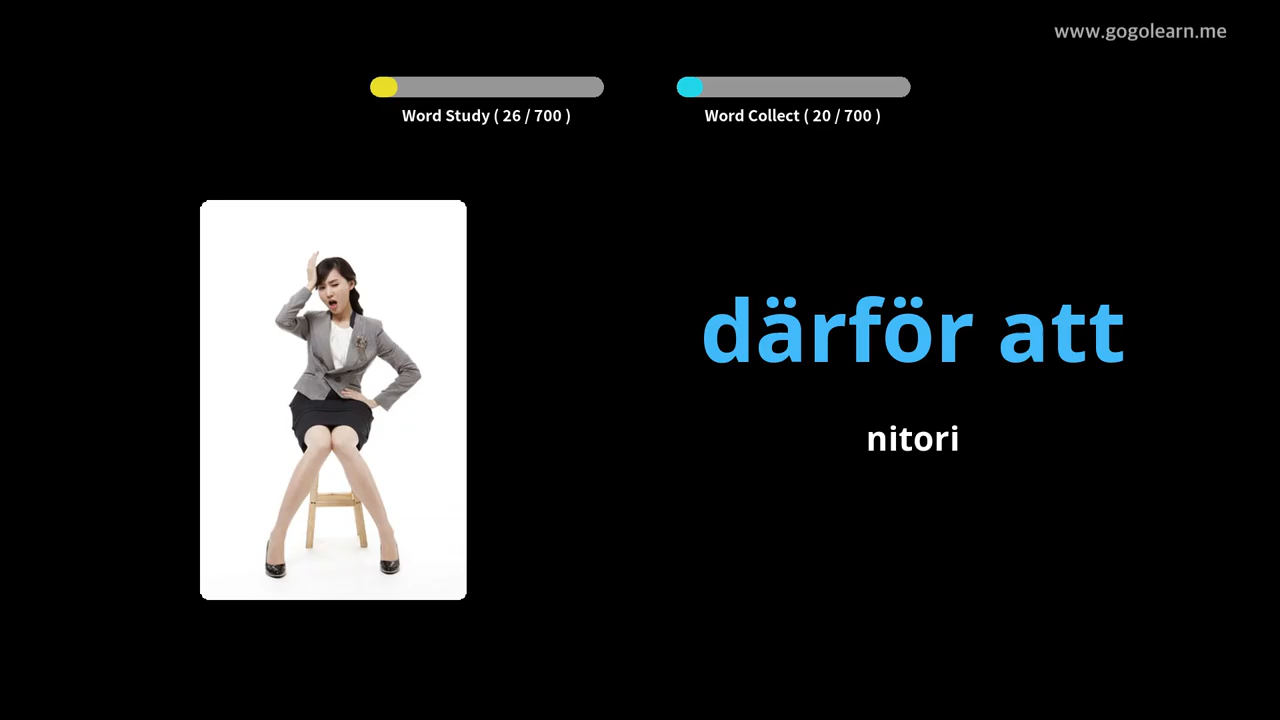 www.gogolearn.me
Word Study ( 26 / 700 )
Word Collect ( 20 / 700 )
därför att
nitori